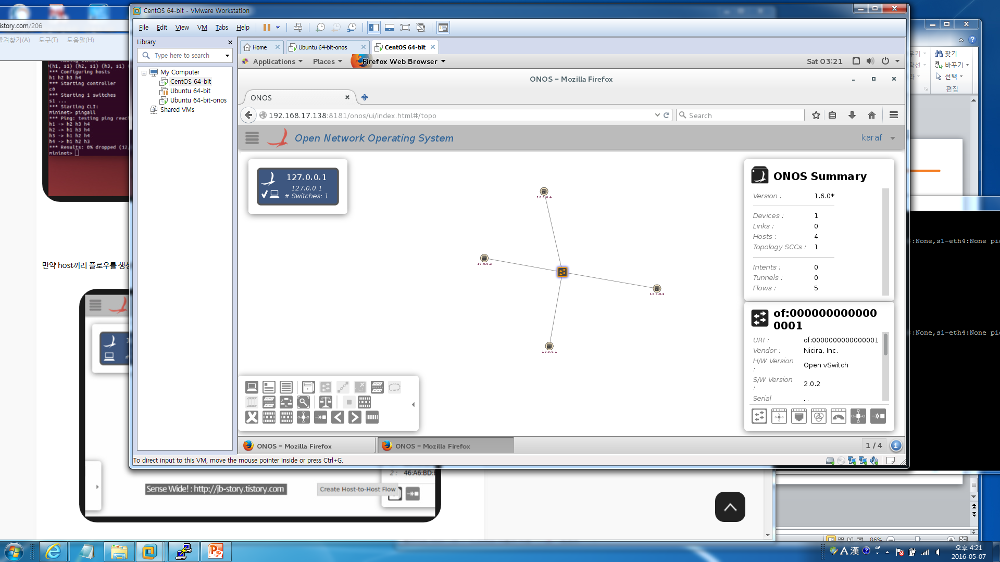 CentOS 64-bit - VMware Workstation
File Edit View VM Tabs Help
Library
Type here to search
My Computer
CentOS 64-bit
Ubuntu 64-bit
Ubuntu 64-bit-onos
Shared VMs
Home
Ubuntu 64-bit-onos
CentOS 64-bit
Applications Places Firefox Web Browser Sat 03:21
ONOS - Mozilla Firefox
ONOS
192.168.17.138:8181/onos/ui/index.html#/topo
Search
Open Network Operating System
karaf
127.0.0.1
127.0.0.1
# Switches: 1
10.0.0.4
10.0.0.3
10.0.0.2
10.0.0.1
ONOS Summary
Version : 1.6.0*
Devices : 1
Links : 0
Hosts : 4
Topology SCCs : 1
Intents : 0
Tunnels : 0
Flows : 5
of:000000000000
0001
URI : of:0000000000000001
Vendor : Nicira, Inc.
H/W Version : Open vSwitch
S/W Version : 2.0.2
Serial
ONOS - Mozilla Firefox
ONOS - Mozilla Firefox
1 / 4
1
To direct input to this VM, move the mouse pointer inside or press Ctrl+G.
istory.com/206
즐겨찾기(A) 도구(T) 도움말(H)
(h1, s1) (h2, s1) (h3, s1) (
*** Configuring hosts
h1 h2 h3 h4
*** Starting controller
c0
*** Starting 1 switches
s1 ...
*** Starting CLI:
mininet> pingall
*** Ping: testing ping reac
h1 -> h2 h3 h4
h2 -> h1 h3 h4
h3 -> h1 h2 h4
h4 -> h1 h2 h3
*** Results: 0% dropped (12,
mininet>
만약 host끼리 플로우를 생성
2 : 46:A6:BD:
Sense Wide! : http://jb-story.tistory.com
Create Host-to-Host Flow
찾기
바꾸기
선택
편집
:None,s1-eth4:None pi
:None,s1-eth4:None pi
86%
A 漢
오후 4:21
2016-05-07